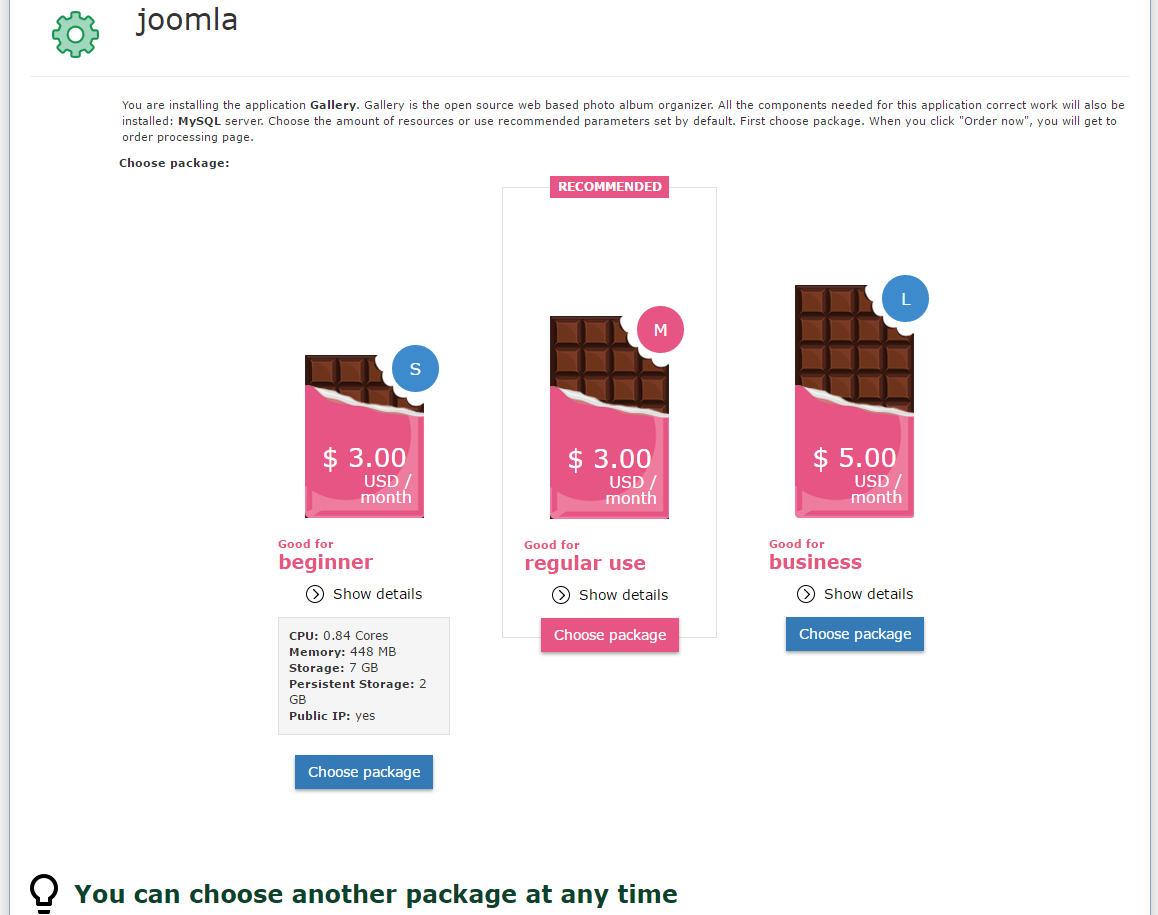 joomla
You are installing the application Gallery. Gallery is the open source web based photo album organizer. All the components needed for this application correct work will also be
installed: MySQL server. Choose the amount of resources or use recommended parameters set by default. First choose package. When you click "Order now", you will get to
order processing page.
Choose package:
S
$ 3.00
USD /
month
Good for
beginner
Show details
CPU: 0.84 Cores
Memory: 448 MB
Storage: 7 GB
Persistent Storage: 2
GB
Public IP: yes
Choose package
RECOMMENDED
M
$ 3.00
USD /
month
Good for
regular use
Show details
Choose package
L
$ 5.00
USD /
month
Good for
business
Show details
Choose package
You can choose another package at any time